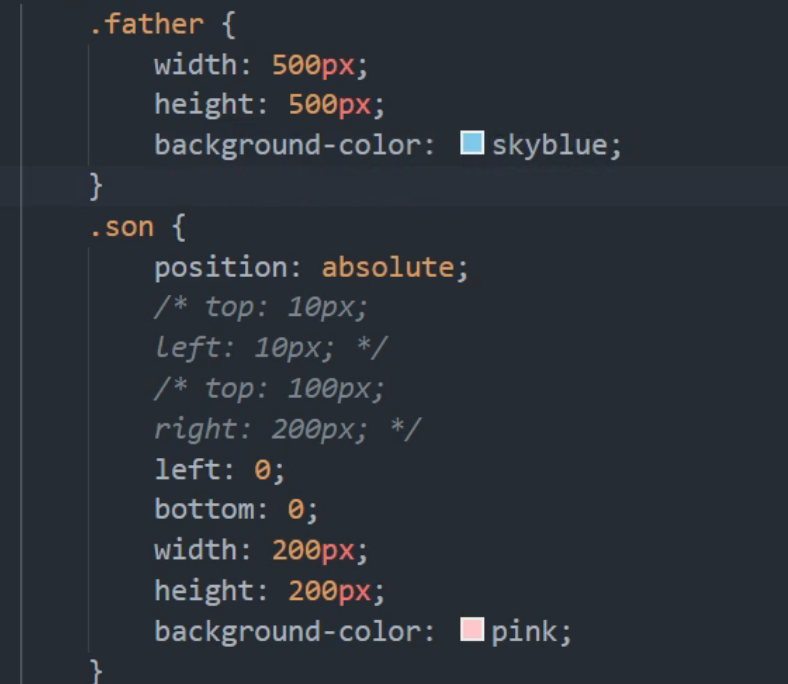 .father {
    width: 500px;
    height: 500px;
    background-color: skyblue;
}
.son {
    position: absolute;
    /* top: 10px;
    left: 10px; */
    /* top: 100px;
    right: 200px; */
    left: 0;
    bottom: 0;
    width: 200px;
    height: 200px;
    background-color: pink;
}